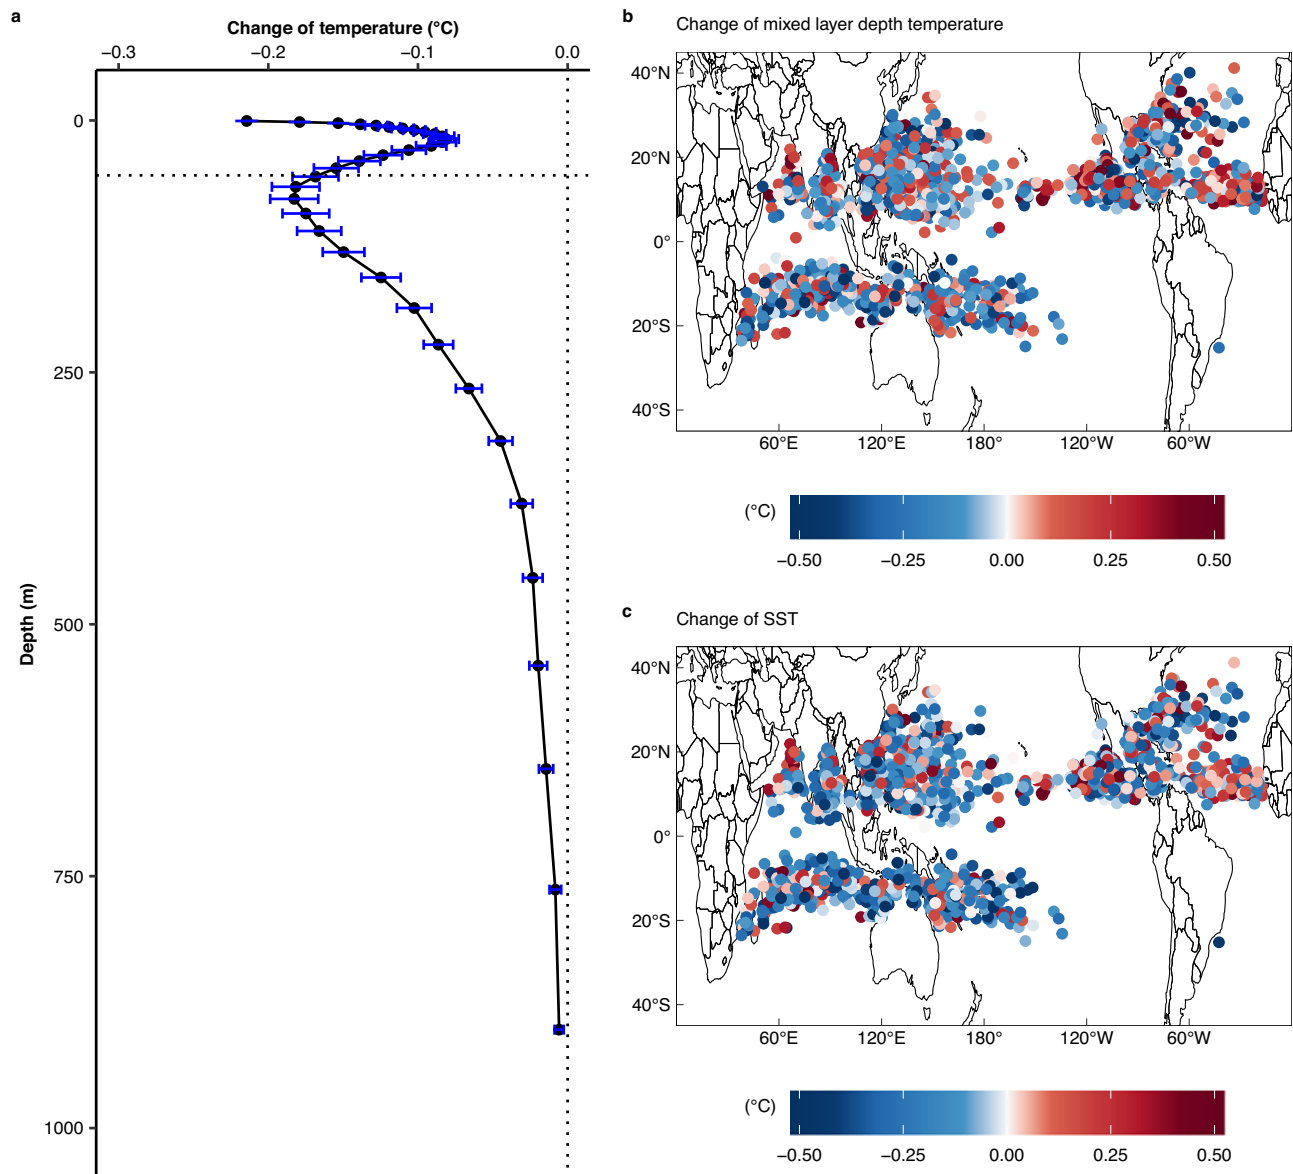 a
Change of temperature (°C)
−0.3 −0.2 −0.1 0.0
0
250
500
750
1000
Depth (m)
b
Change of mixed layer depth temperature
40°N
20°N
0°
20°S
40°S
60°E 120°E 180° 120°W 60°W
(°C)
−0.50 −0.25 0.00 0.25 0.50
c
Change of SST
40°N
20°N
0°
20°S
40°S
60°E 120°E 180° 120°W 60°W
(°C)
−0.50 −0.25 0.00 0.25 0.50